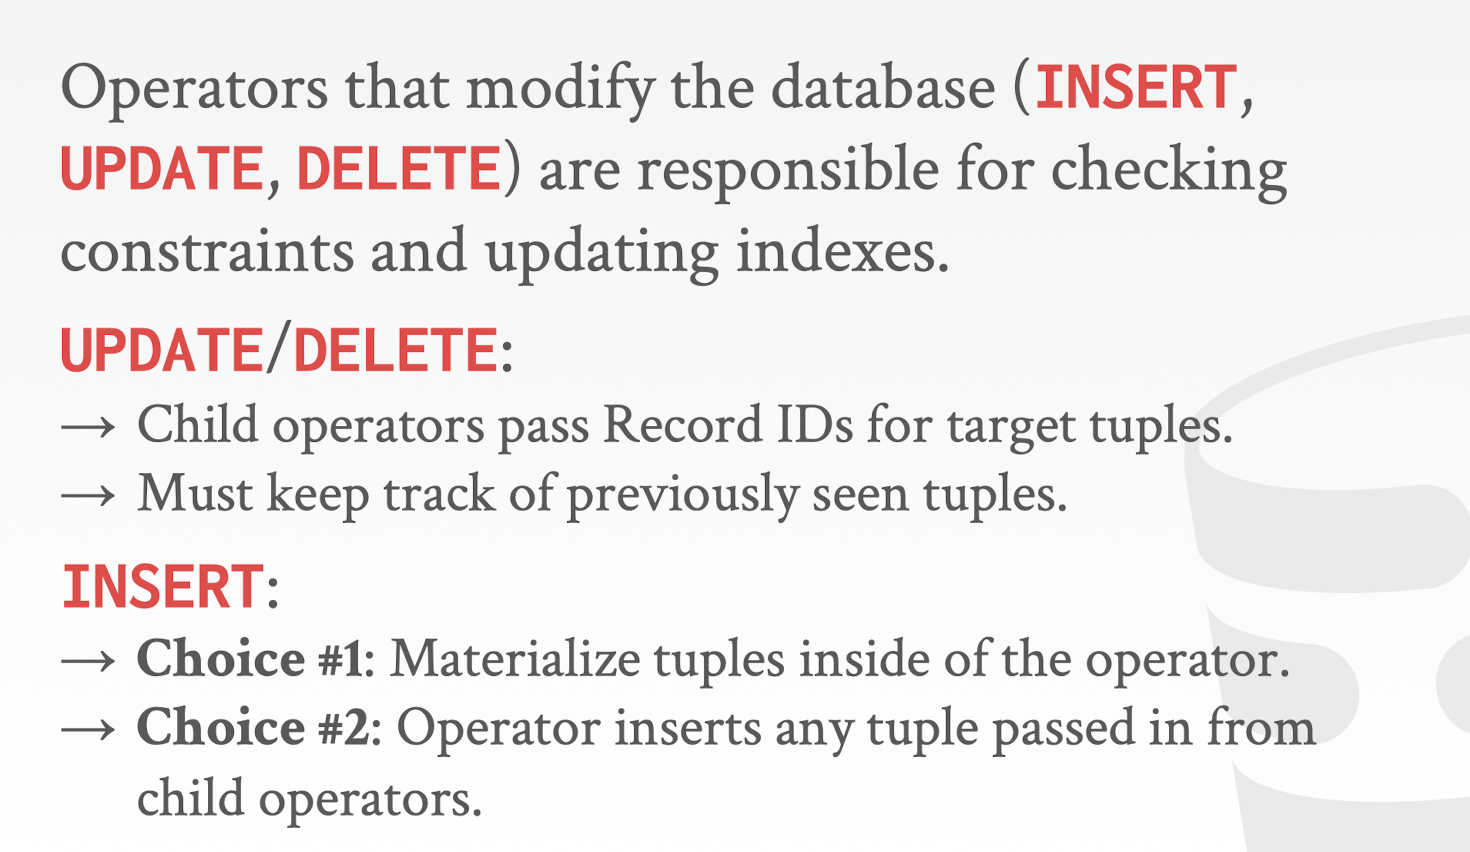 Operators that modify the database (INSERT,
UPDATE, DELETE) are responsible for checking
constraints and updating indexes.
UPDATE/DELETE:
→ Child operators pass Record IDs for target tuples.
→ Must keep track of previously seen tuples.
INSERT:
→ Choice #1: Materialize tuples inside of the operator.
→ Choice #2: Operator inserts any tuple passed in from
child operators.